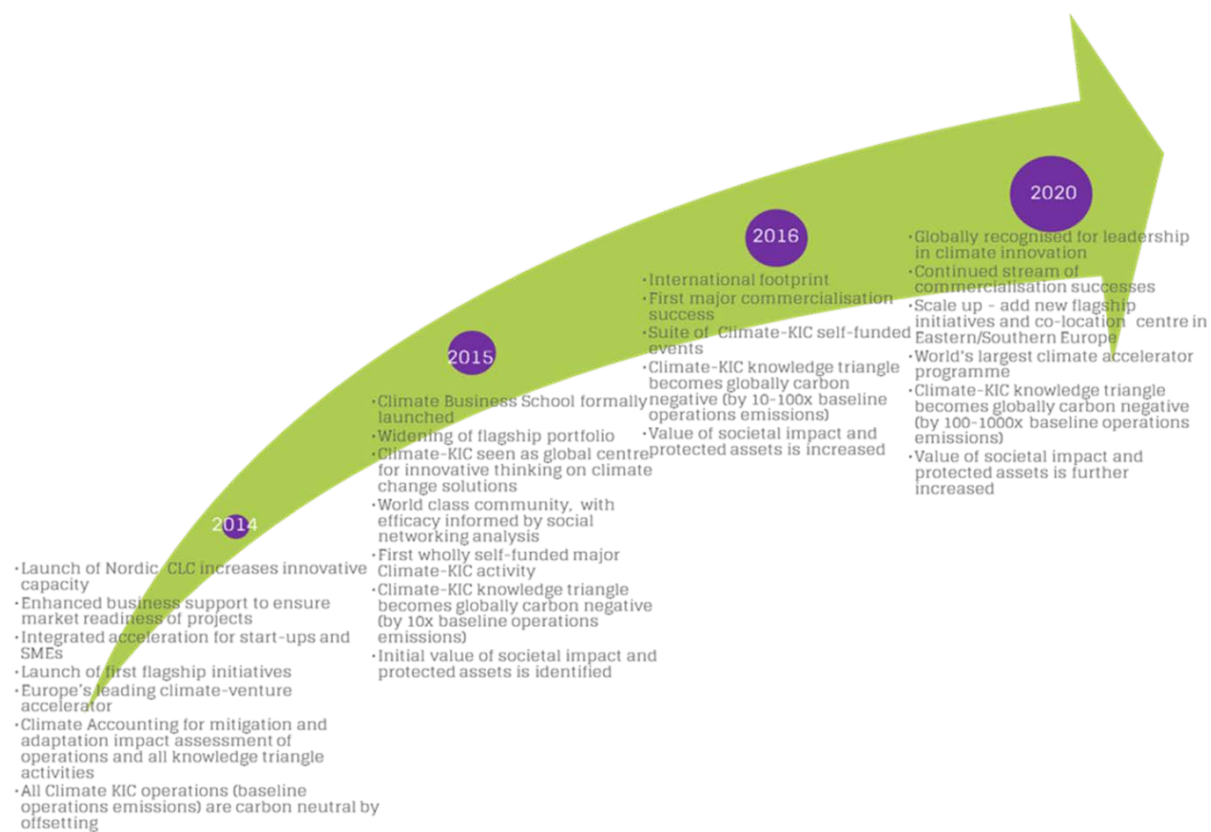 2014
·Launch of Nordic CLC increases innovative
capacity
·Enhanced business support to ensure
market readiness of projects
·Integrated acceleration for start-ups and
SMEs
·Launch of first flagship initiatives
·Europe's leading climate-venture
accelerator
·Climate Accounting for mitigation and
adaptation impact assessment of
operations and all knowledge triangle
activities
·All Climate KIC operations (baseline
operations emissions) are carbon neutral by
offsetting
2015
·Climate Business School formally
launched
·Widening of flagship portfolio
·Climate-KIC seen as global centre
for innovative thinking on climate
change solutions
·World class community, with
efficacy informed by social
networking analysis
·First wholly self-funded major
Climate-KIC activity
·Climate-KIC knowledge triangle
becomes globally carbon negative
(by 10x baseline operations
emissions)
·Initial value of societal impact and
protected assets is identified
2016
·International footprint
·First major commercialisation
success
·Suite of Climate-KIC self-funded
events
·Climate-KIC knowledge triangle
becomes globally carbon
negative (by 10-100x baseline
operations emissions)
·Value of societal impact and
protected assets is increased
2020
·Globally recognised for leadership
in climate innovation
·Continued stream of
commercialisation successes
·Scale up - add new flagship
initiatives and co-location centre in
Eastern/Southern Europe
·World's largest climate accelerator
programme
·Climate-KIC knowledge triangle
becomes globally carbon negative
(by 100-1000x baseline operations
emissions)
·Value of societal impact and
protected assets is further
increased